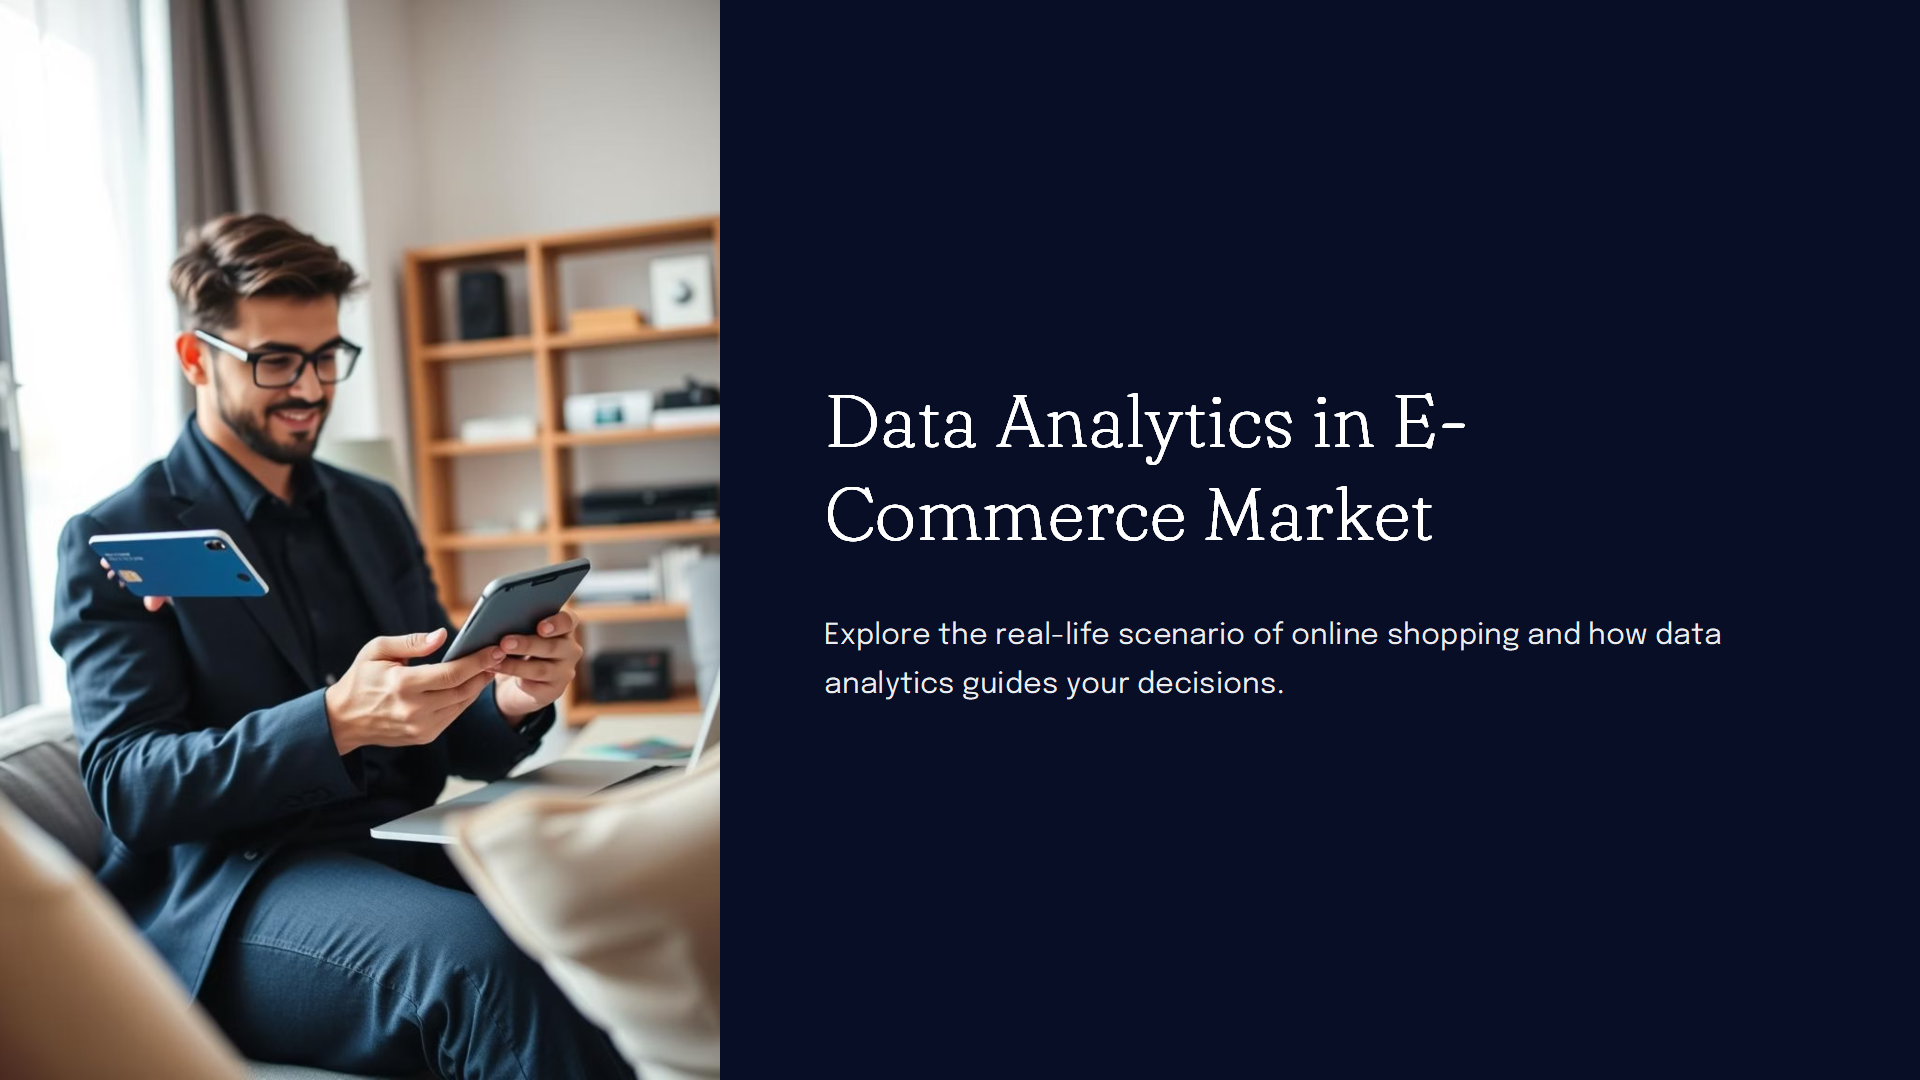 Data Analytics in E-
Commerce Market
Explore the real-life scenario of online shopping and how data
analytics guides your decisions.